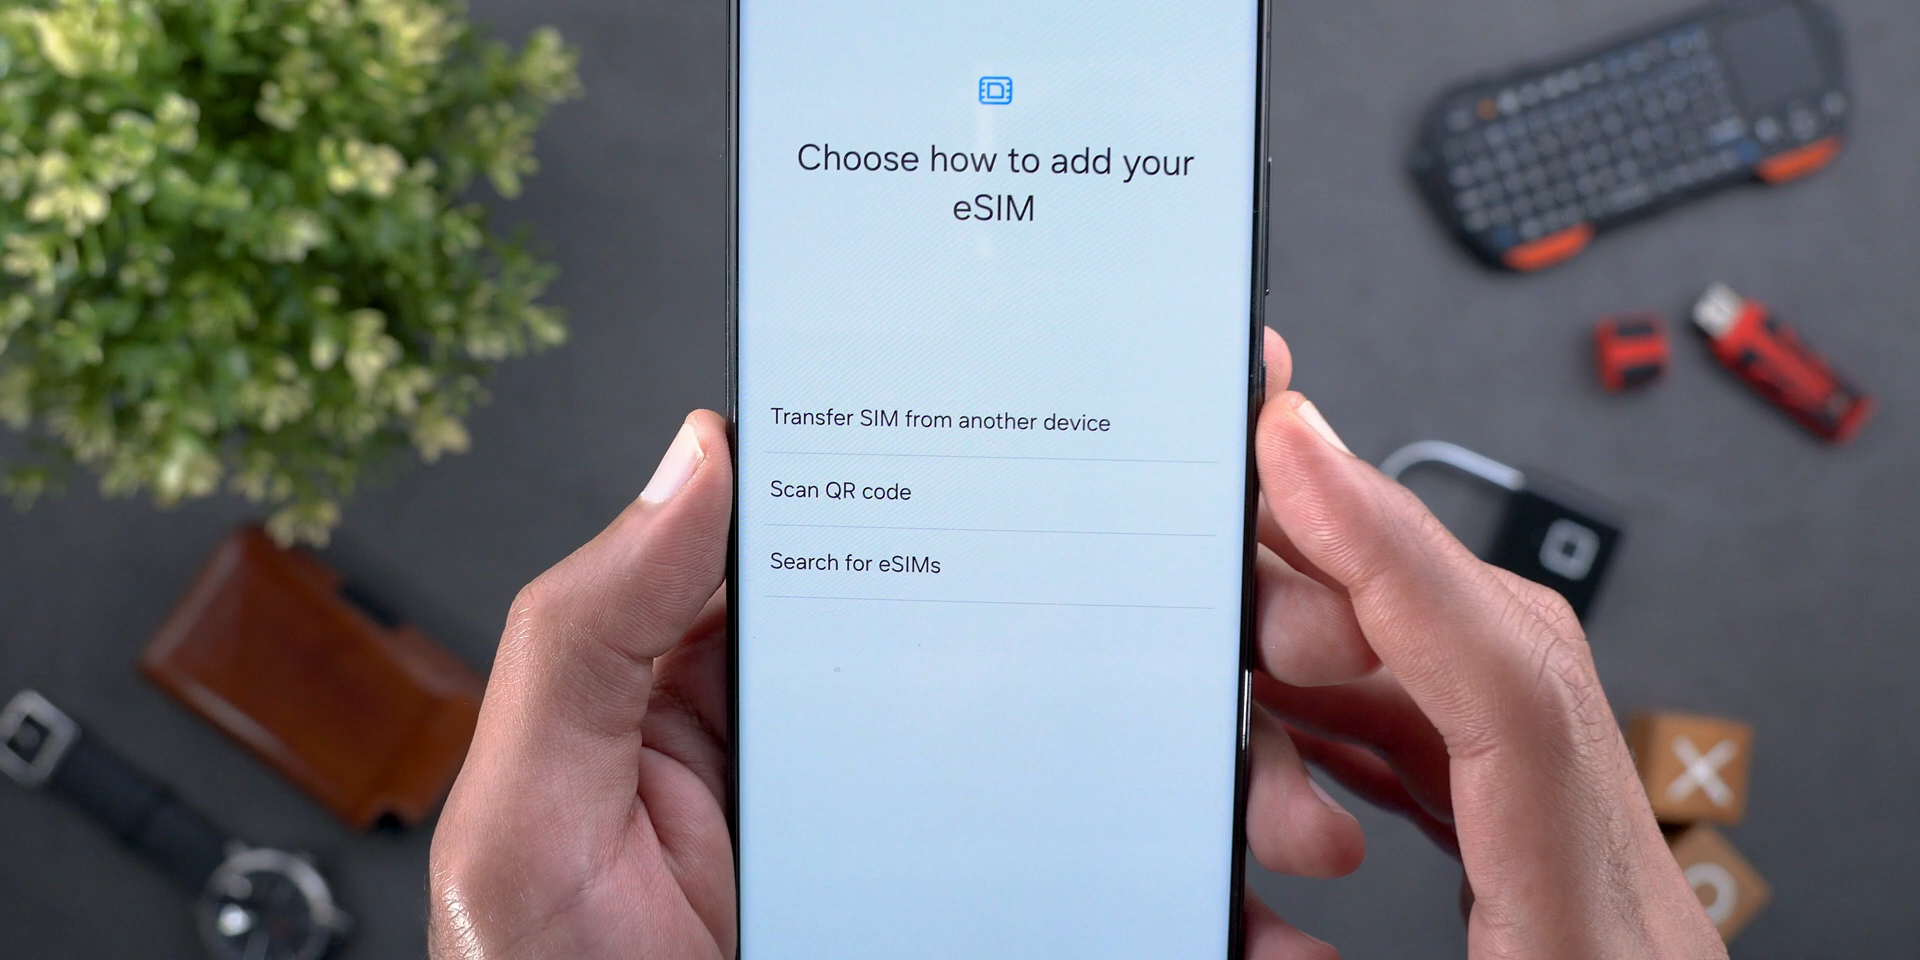 Choose how to add your
eSIM
Transfer SIM from another device
Scan QR code
Search for eSIMs
X
O